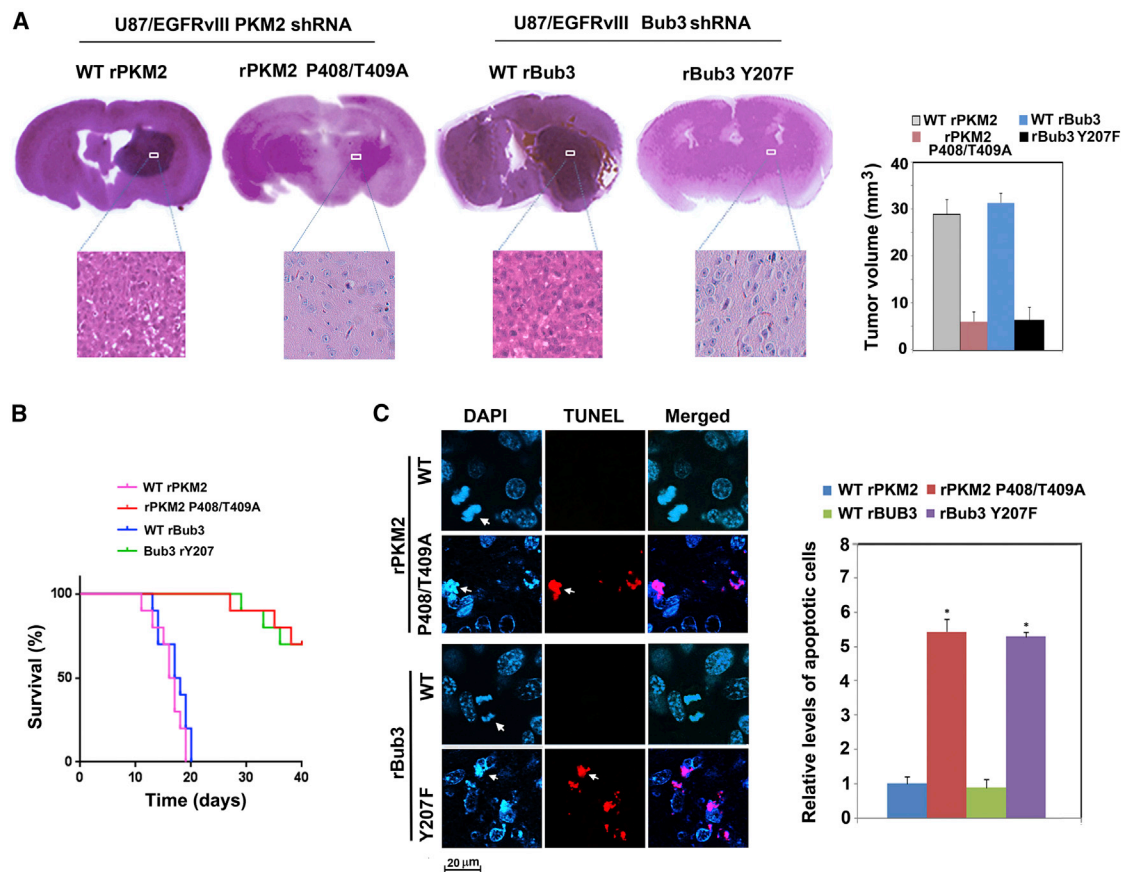 A
U87/EGFRvIII PKM2 shRNA
U87/EGFRvIII Bub3 shRNA
WT rPKM2
rPKM2 P408/T409A
WT rBub3
rBub3 Y207F
WT rPKM2
WT rBub3
rPKM2
P408/T409A
rBub3 Y207F
Tumor volume (mm3)
40
30
20
10
0
B
WT rPKM2
rPKM2 P408/T409A
WT rBub3
Bub3 rY207
Survival (%)
100
50
0
0
20
40
Time (days)
C
DAPI
TUNEL
Merged
rPKM2
WT
P408/T409A
rBub3
WT
Y207F
20 μm
WT rPKM2
rPKM2 P408/T409A
WT rBUB3
rBub3 Y207F
Relative levels of apoptotic cells
8
7
6
5
4
3
2
1
0
*
*